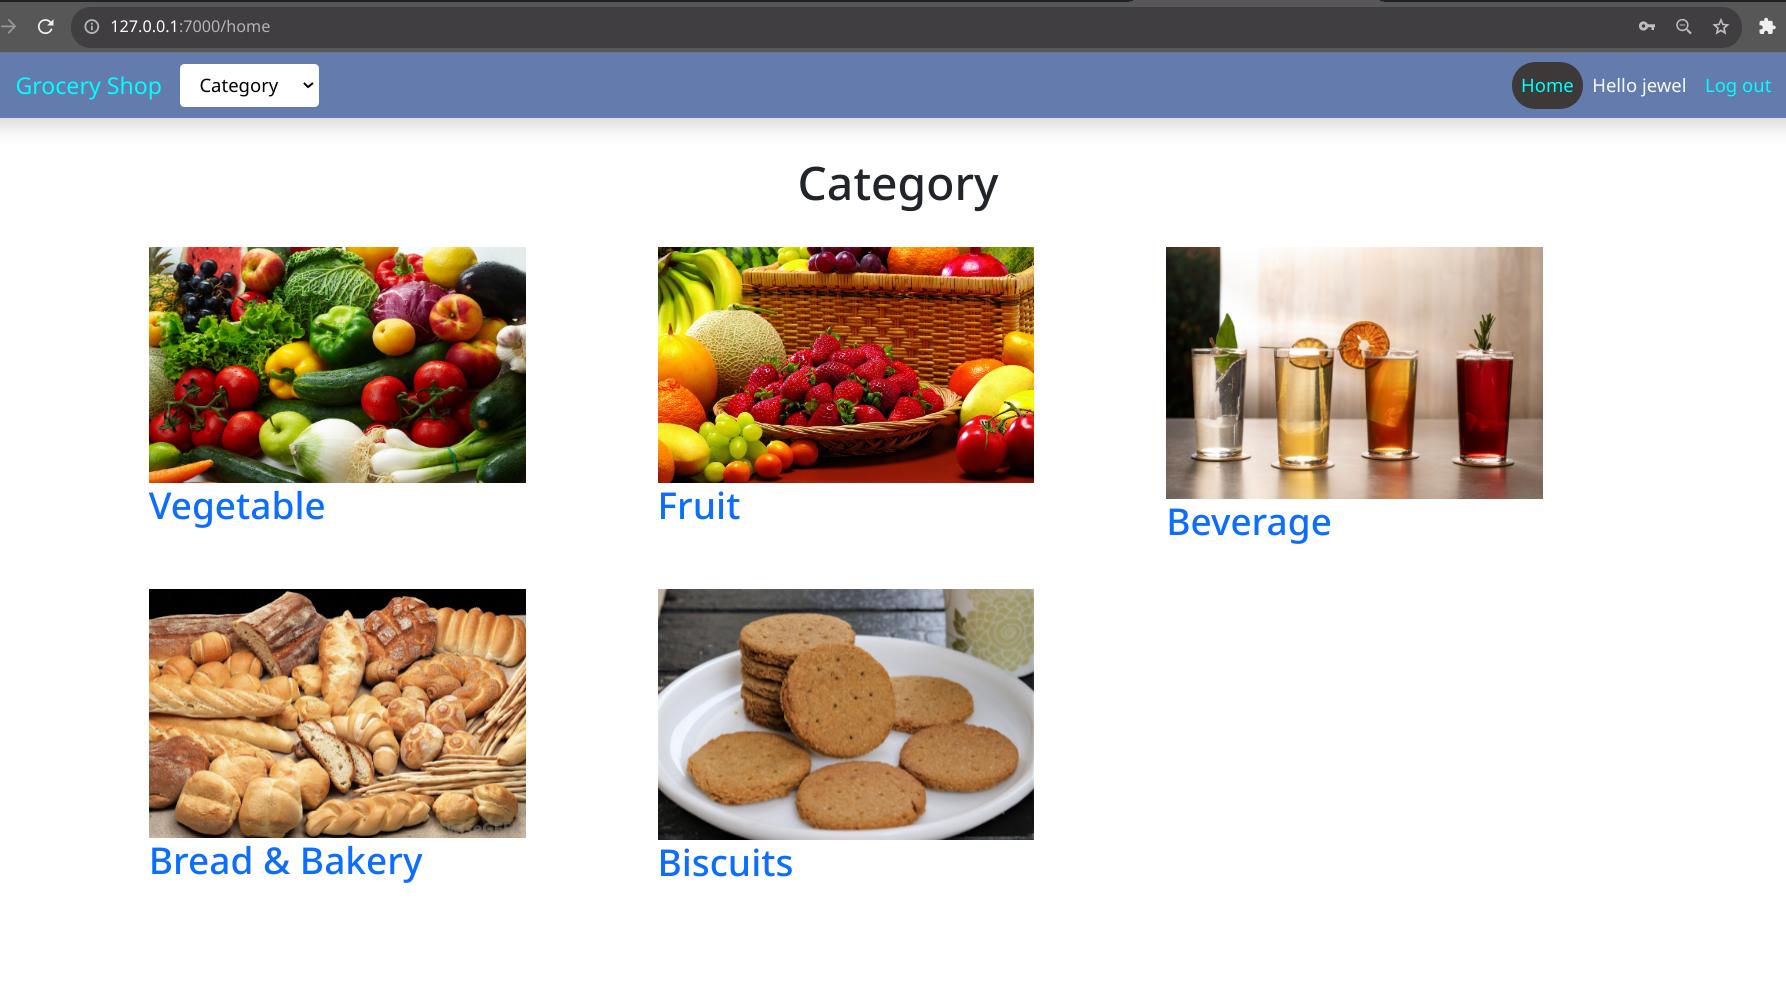 127.0.0.1:7000/home
Grocery Shop Category Home Hello jewel Log out
Category
Vegetable Fruit Beverage
Bread & Bakery Biscuits